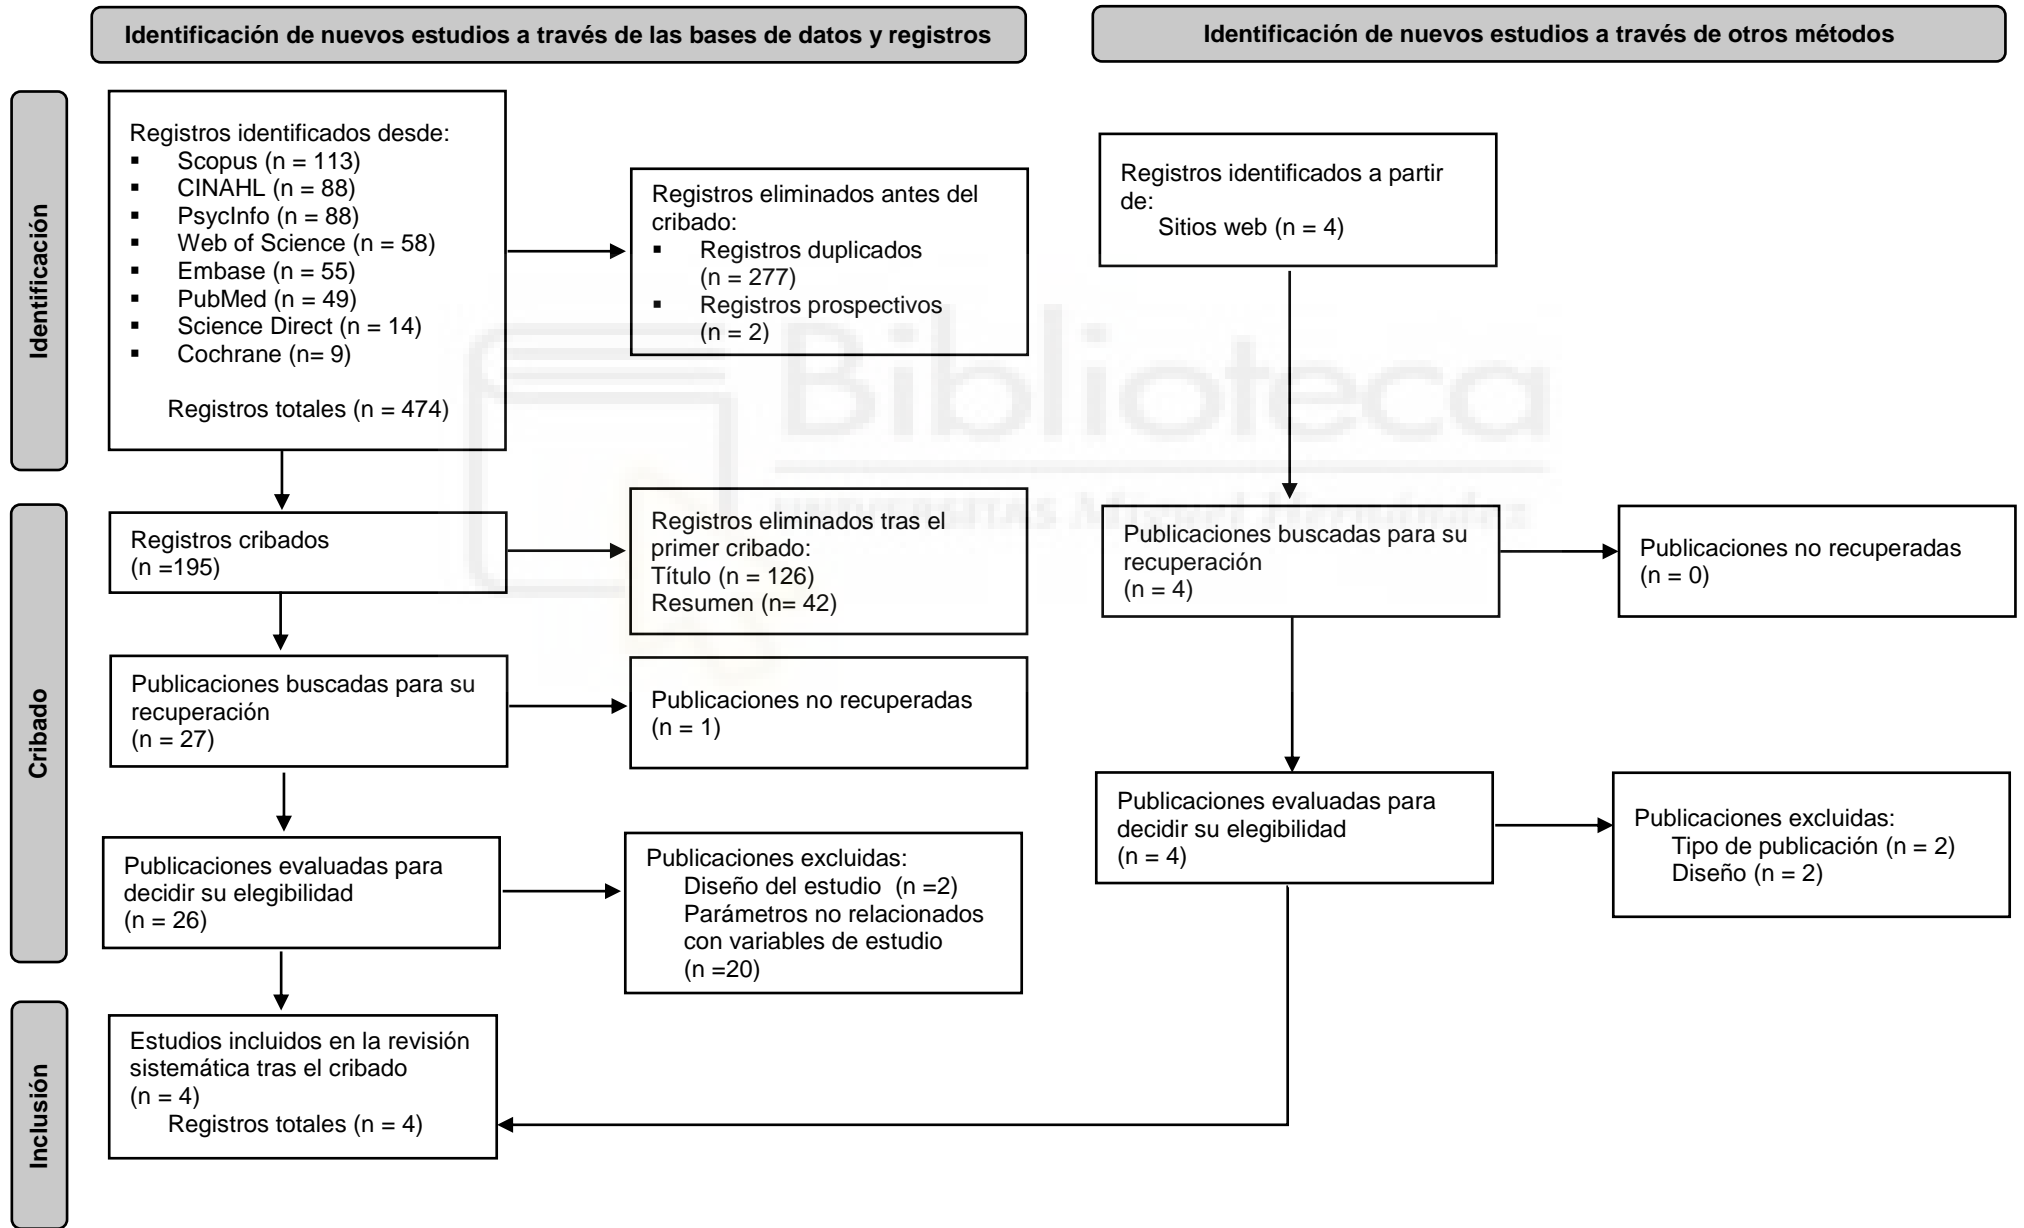 Identificación de nuevos estudios a través de las bases de datos y registros
Identificación de nuevos estudios a través de otros métodos
Identificación
Registros identificados desde:
▪ Scopus (n = 113)
▪ CINAHL (n = 88)
▪ PsycInfo (n = 88)
▪ Web of Science (n = 58)
▪ Embase (n = 55)
▪ PubMed (n = 49)
▪ Science Direct (n = 14)
▪ Cochrane (n= 9)
Registros totales (n = 474)
Registros eliminados antes del
cribado:
▪ Registros duplicados
(n = 277)
▪ Registros prospectivos
(n = 2)
Registros identificados a partir
de:
Sitios web (n = 4)
Biblioteca
UNIVERSITAS Miguel Hernández
Cribado
Registros cribados
(n =195)
Registros eliminados tras el
primer cribado:
Título (n = 126)
Resumen (n= 42)
Publicaciones buscadas para su
recuperación
(n = 4)
Publicaciones no recuperadas
(n = 0)
Publicaciones buscadas para su
recuperación
(n = 27)
Publicaciones no recuperadas
(n = 1)
Publicaciones evaluadas para
decidir su elegibilidad
(n = 4)
Publicaciones excluidas:
Tipo de publicación (n = 2)
Diseño (n = 2)
Publicaciones evaluadas para
decidir su elegibilidad
(n = 26)
Publicaciones excluidas:
Diseño del estudio  (n =2)
Parámetros no relacionados
con variables de estudio
(n =20)
Inclusión
Estudios incluidos en la revisión
sistemática tras el cribado
(n = 4)
Registros totales (n = 4)